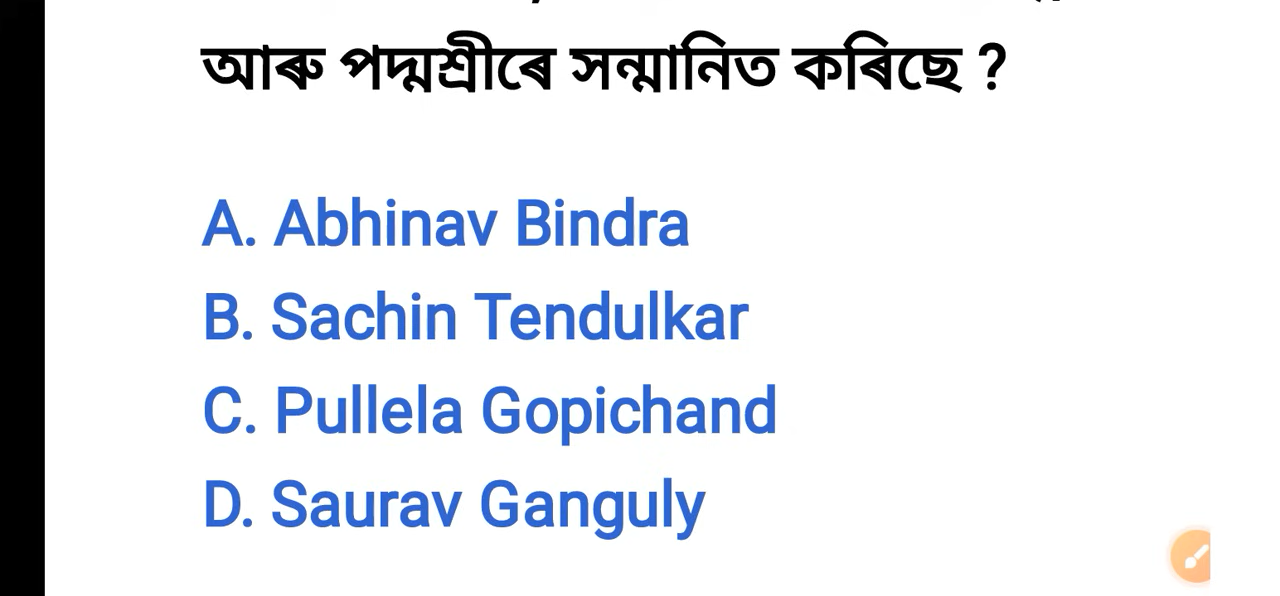 আৰু পদ্মশ্ৰীৰে সন্মানিত কৰিছে ?
A. Abhinav Bindra
B. Sachin Tendulkar
C. Pullela Gopichand
D. Saurav Ganguly